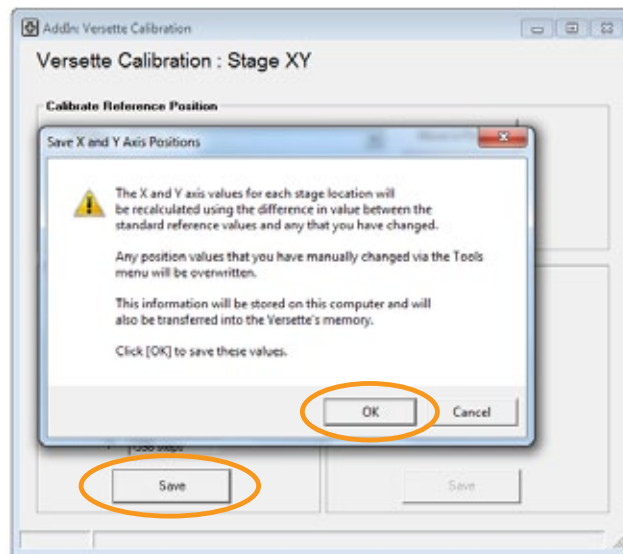 AddIn: Versette Calibration
Versette Calibration : Stage XY
Calibrate Reference Position
Save X and Y Axis Positions
The X and Y axis values for each stage location will
be recalculated using the difference in value between the
standard reference values and any that you have changed.
Any position values that you have manually changed via the Tools
menu will be overwritten.
This information will be stored on this computer and will
also be transferred into the Versette's memory.
Click [OK] to save these values.
OK Cancel
Save Save